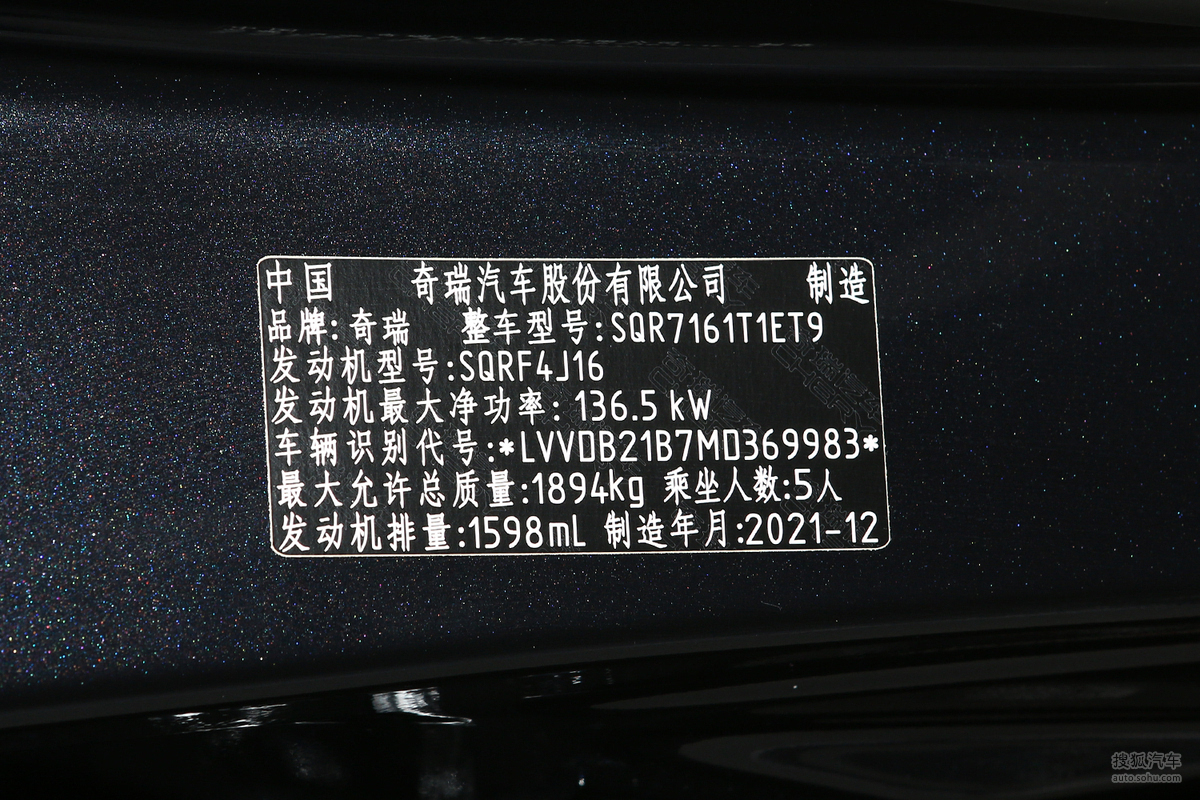 中国 奇瑞汽车股份有限公司 制造
品牌:奇瑞 整车型号:SQR7161T1ET9
发动机型号:SQRF4J16
发动机最大净功率: 136.5 kW
车辆识别代号:*LVVDB21B7MD369983*
最大允许总质量:1894kg 乘坐人数:5人
发动机排量:1598mL 制造年月:2021-12
搜狐汽车
auto.sohu.com